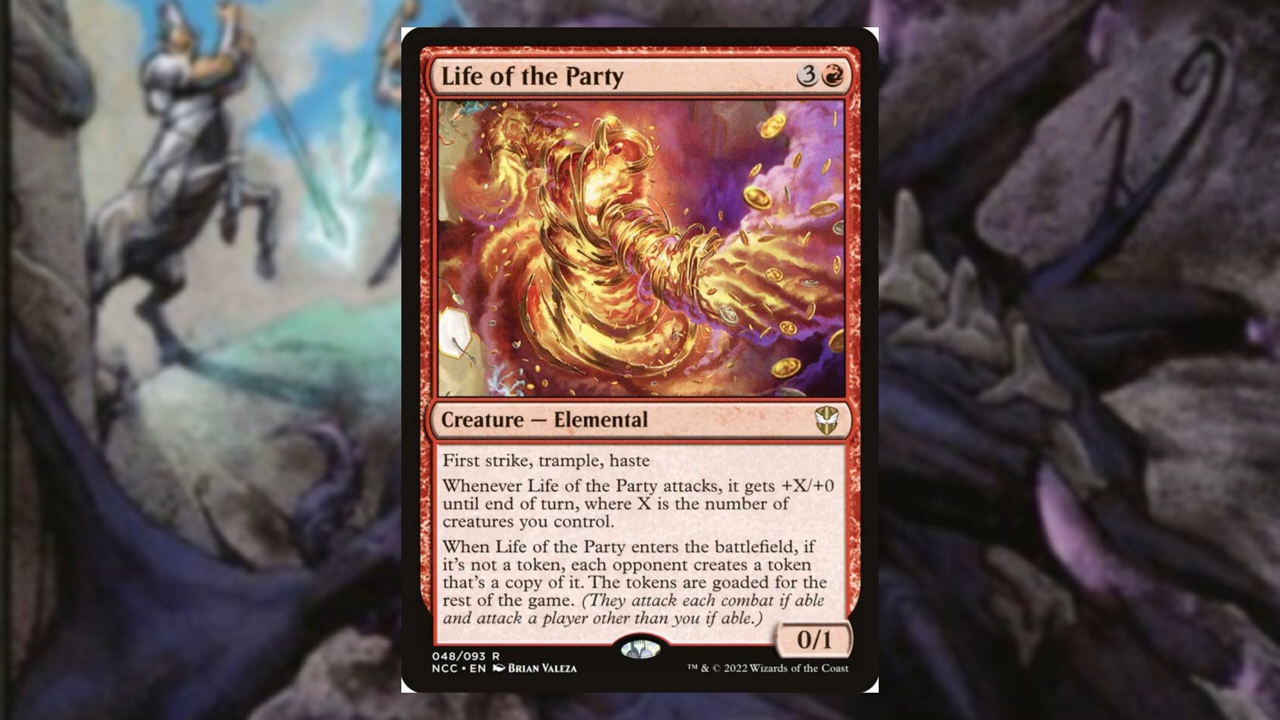 Life of the Party
3
Creature — Elemental
First strike, trample, haste
Whenever Life of the Party attacks, it gets +X/+0
until end of turn, where X is the number of
creatures you control.
When Life of the Party enters the battlefield, if
it's not a token, each opponent creates a token
that's a copy of it. The tokens are goaded for the
rest of the game. (They attack each combat if able
and attack a player other than you if able.)
0/1
048/093 R
NCC • EN BRIAN VALEZA
™ & © 2022 Wizards of the Coast